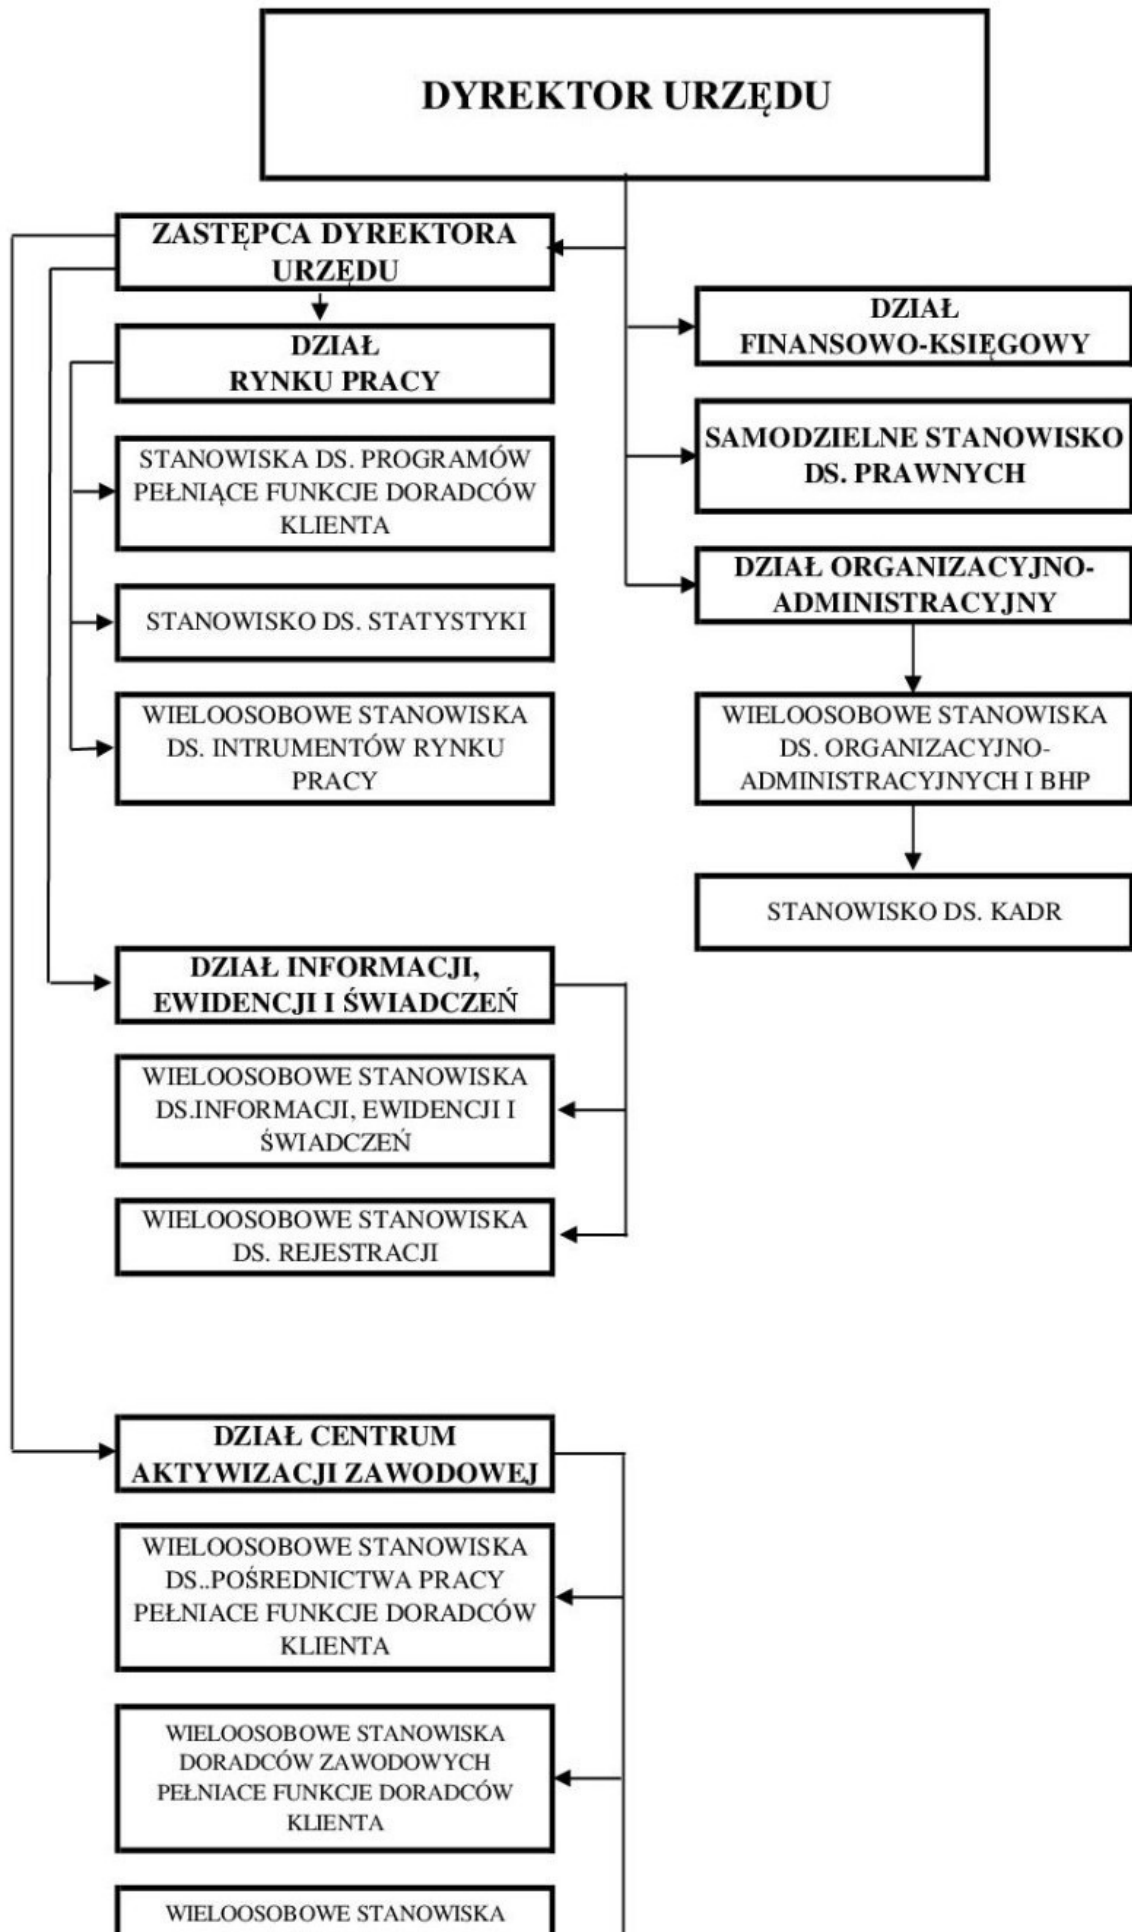 DYREKTOR URZĘDU
ZASTĘPCA DYREKTORA
URZĘDU
DZIAŁ
RYNKU PRACY
STANOWISKA DS. PROGRAMÓW
PEŁNIĄCE FUNKCJE DORADCÓW
KLIENTA
STANOWISKO DS. STATYSTYKI
WIELOOSOBOWE STANOWISKA
DS. INTRUMENTÓW RYNKU
PRACY
DZIAŁ
FINANSOWO-KSIĘGOWY
SAMODZIELNE STANOWISKO
DS. PRAWNYCH
DZIAŁ ORGANIZACYJNO-
ADMINISTRACYJNY
WIELOOSOBOWE STANOWISKA
DS. ORGANIZACYJNO-
ADMINISTRACYJNYCH I BHP
STANOWISKO DS. KADR
DZIAŁ INFORMACJI,
EWIDENCJI I ŚWIADCZEŃ
WIELOOSOBOWE STANOWISKA
DS.INFORMACJI, EWIDENCJI I
ŚWIADCZEŃ
WIELOOSOBOWE STANOWISKA
DS. REJESTRACJI
DZIAŁ CENTRUM
AKTYWIZACJI ZAWODOWEJ
WIELOOSOBOWE STANOWISKA
DS..POŚREDNICTWA PRACY
PEŁNIACE FUNKCJE DORADCÓW
KLIENTA
WIELOOSOBOWE STANOWISKA
DORADCÓW ZAWODOWYCH
PEŁNIACE FUNKCJE DORADCÓW
KLIENTA
WIELOOSOBOWE STANOWISKA